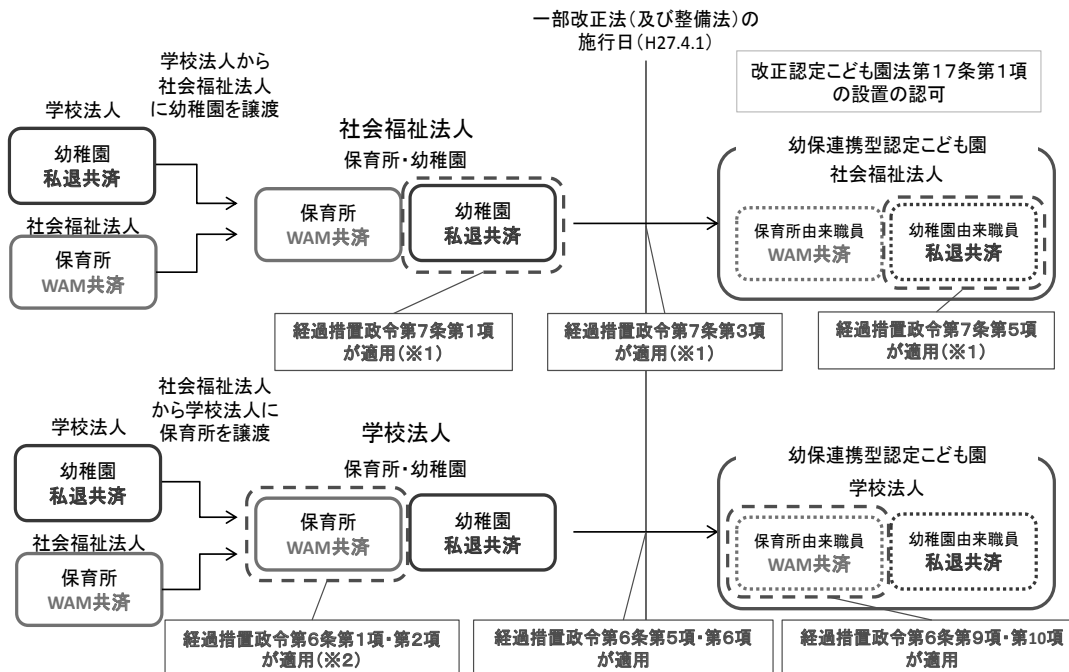 一部改正法(及び整備法)の
施行日(H27.4.1)
改正認定こども園法第17条第1項
の設置の認可
学校法人から
社会福祉法人
に幼稚園を譲渡
学校法人
幼稚園
私退共済
社会福祉法人
保育所
WAM共済
社会福祉法人
保育所・幼稚園
保育所
WAM共済
幼稚園
私退共済
幼保連携型認定こども園
社会福祉法人
保育所由来職員
WAM共済
幼稚園由来職員
私退共済
経過措置政令第7条第1項
が適用(※1)
経過措置政令第7条第3項
が適用(※1)
経過措置政令第7条第5項
が適用(※1)
社会福祉法人
から学校法人に
保育所を譲渡
学校法人
幼稚園
私退共済
社会福祉法人
保育所
WAM共済
学校法人
保育所・幼稚園
保育所
WAM共済
幼稚園
私退共済
幼保連携型認定こども園
学校法人
保育所由来職員
WAM共済
幼稚園由来職員
私退共済
経過措置政令第6条第1項・第2項
が適用(※2)
経過措置政令第6条第5項・第6項
が適用
経過措置政令第6条第9項・第10項
が適用